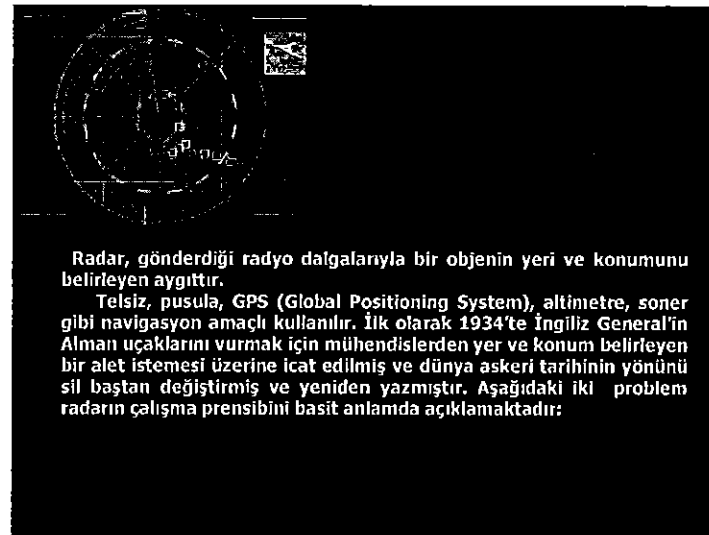 Radar, gönderdiği radyo dalgalarıyla bir objenin yeri ve konumunu
belirleyen aygıttır.
Telsiz, pusula, GPS (Global Positioning System), altimetre, soner
gibi navigasyon amaçlı kullanılır. İlk olarak 1934'te İngiliz General'in
Alman uçaklarını vurmak için mühendislerden yer ve konum belirleyen
bir alet istemesi üzerine icat edilmiş ve dünya askeri tarihinin yönünü
sil baştan değiştirmiş ve yeniden yazmıştır. Aşağıdaki iki problem
radarın çalışma prensibini basit anlamda açıklamaktadır: